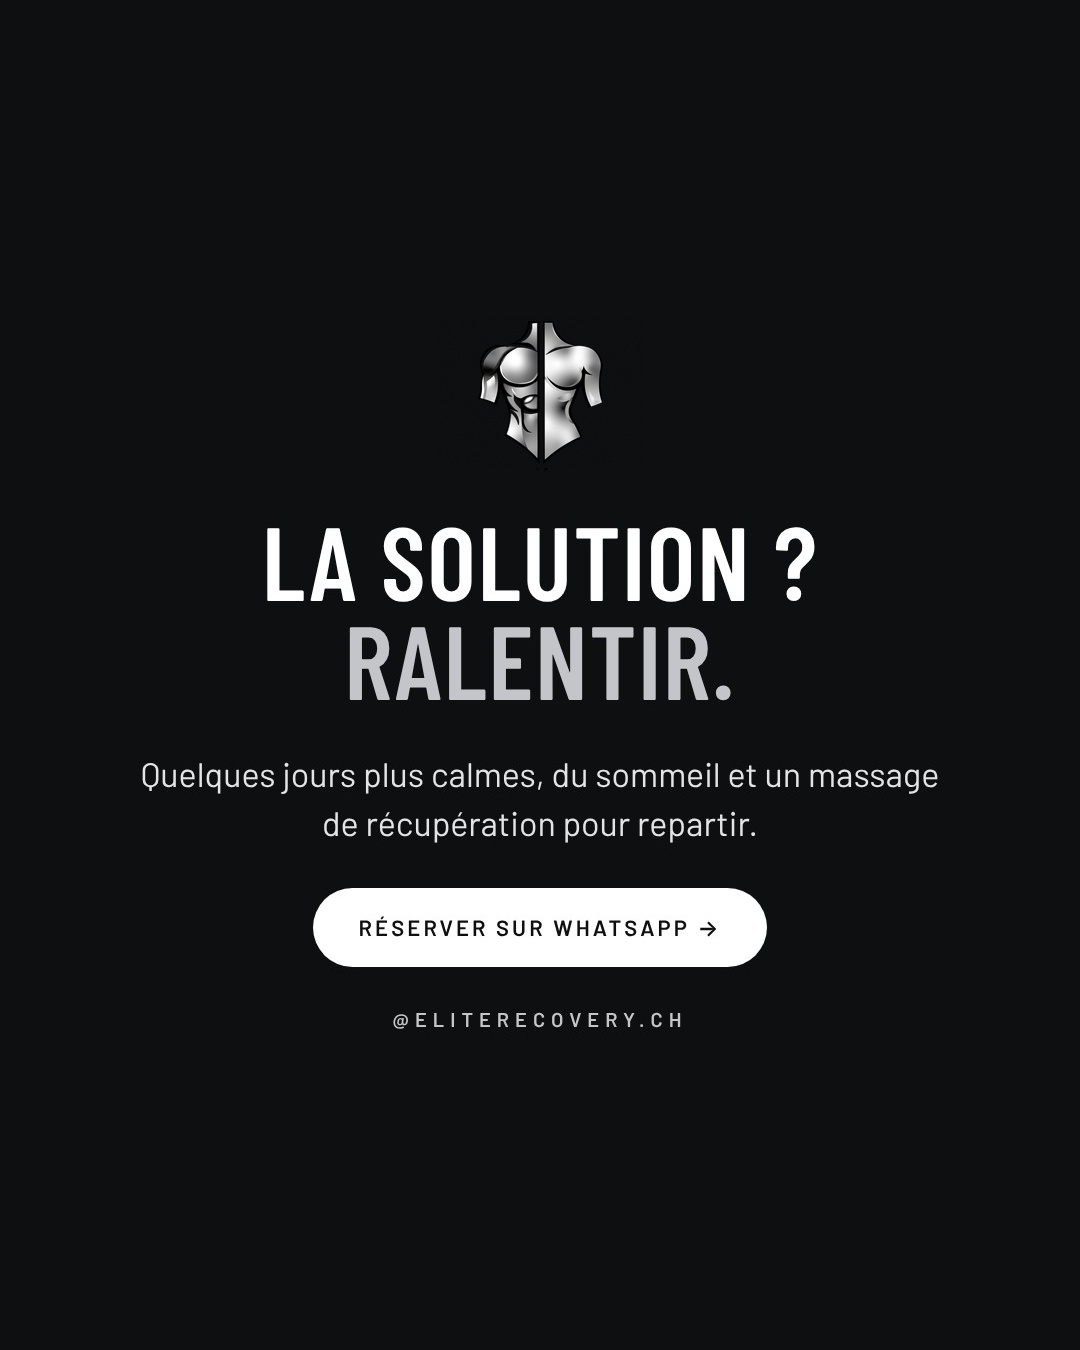 LA SOLUTION ?
RALENTIR.
Quelques jours plus calmes, du sommeil et un massage
de récupération pour repartir.
RÉSERVER SUR WHATSAPP →
@ELITERECOVERY.CH